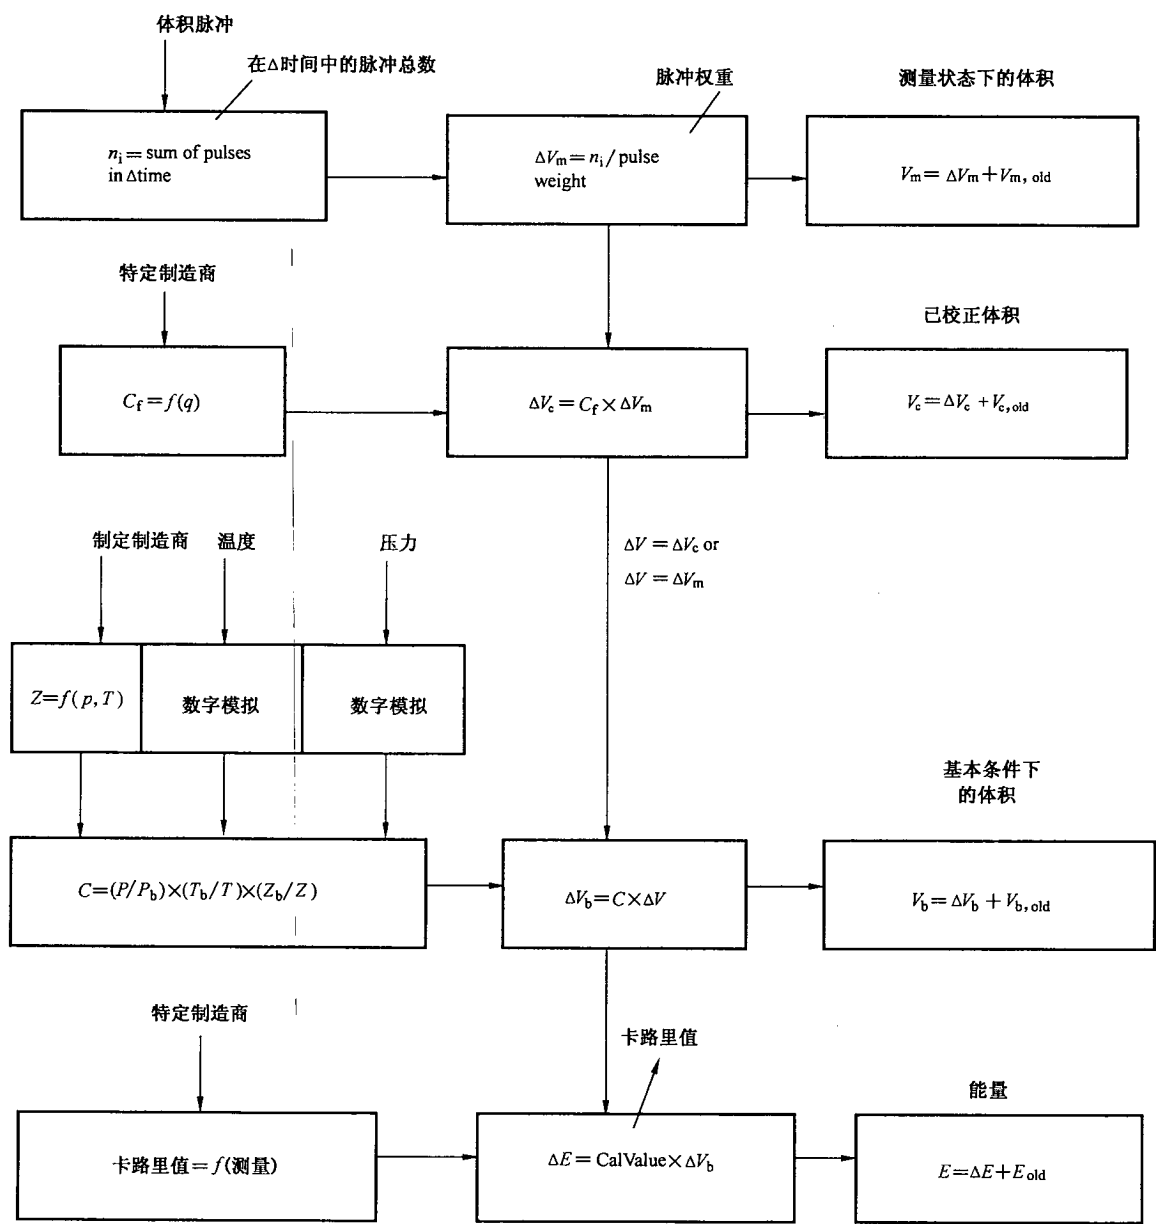 体积脉冲
在Δ时间中的脉冲总数
脉冲权重
测量状态下的体积
n_i = sum of pulses
in Δtime
ΔV_m = n_i / pulse
weight
V_m = ΔV_m + V_m, old
特定制造商
已校正体积
C_f = f(q)
ΔV_c = C_f × ΔV_m
V_c = ΔV_c + V_c,old
制定制造商
温度
压力
ΔV = ΔV_c or
ΔV = ΔV_m
Z=f(p,T)
数字模拟
数字模拟
基本条件下
的体积
C=(P/P_b)×(T_b/T)×(Z_b/Z)
ΔV_b = C × ΔV
V_b = ΔV_b + V_b,old
特定制造商
卡路里值
能量
卡路里值 = f(测量)
ΔE = CalValue × ΔV_b
E = ΔE + E_old